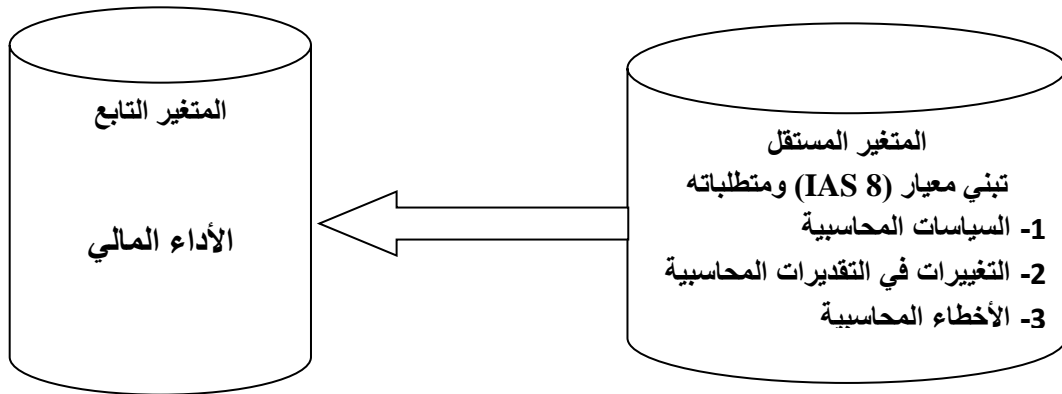 المتغير المستقل
تبني معيار (IAS 8) ومتطلباته
1- السياسات المحاسبية
2- التغييرات في التقديرات المحاسبية
3- الأخطاء المحاسبية
المتغير التابع
الأداء المالي